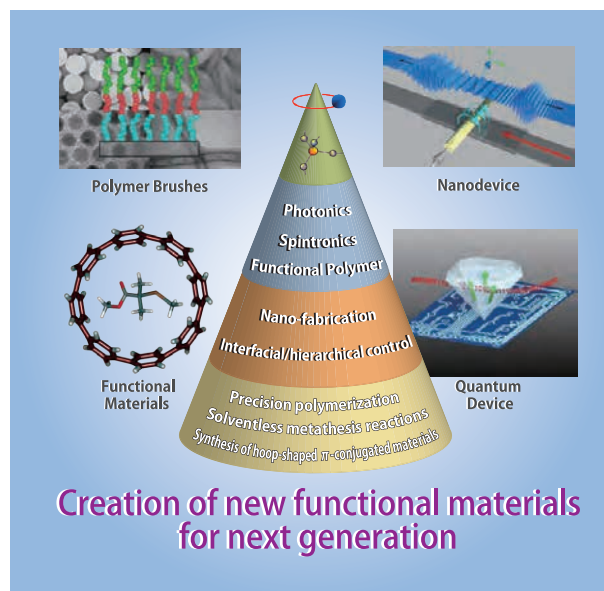 Polymer Brushes
Nanodevice
Photonics
Spintronics
Functional Polymer
Nano-fabrication
Interfacial/hierarchical control
Functional
Materials
Quantum
Device
Precision polymerization
Solventless metathesis reactions
Synthesis of hoop-shaped π-conjugated materials
Creation of new functional materials
for next generation